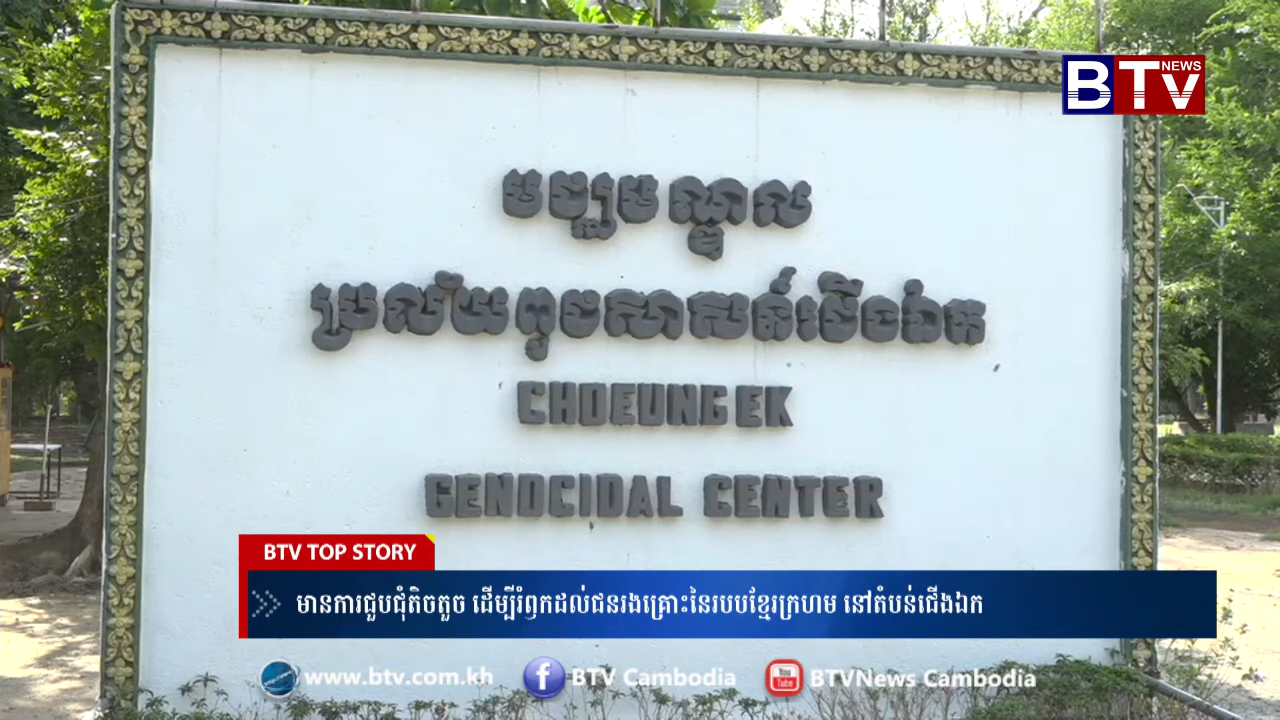 BTV NEWS
មជ្ឈមណ្ឌល
ប្រល័យពូជសាសន៍ជើងឯក
CHOEUNG EK
GENOCIDAL CENTER
BTV TOP STORY
មានការជួបជុំតិចតួច ដើម្បីរំឭកដល់ជនរងគ្រោះនៃរបបខ្មែរក្រហម នៅតំបន់ជើងឯក
www.btv.com.kh
BTV Cambodia
You Tube
BTVNews Cambodia